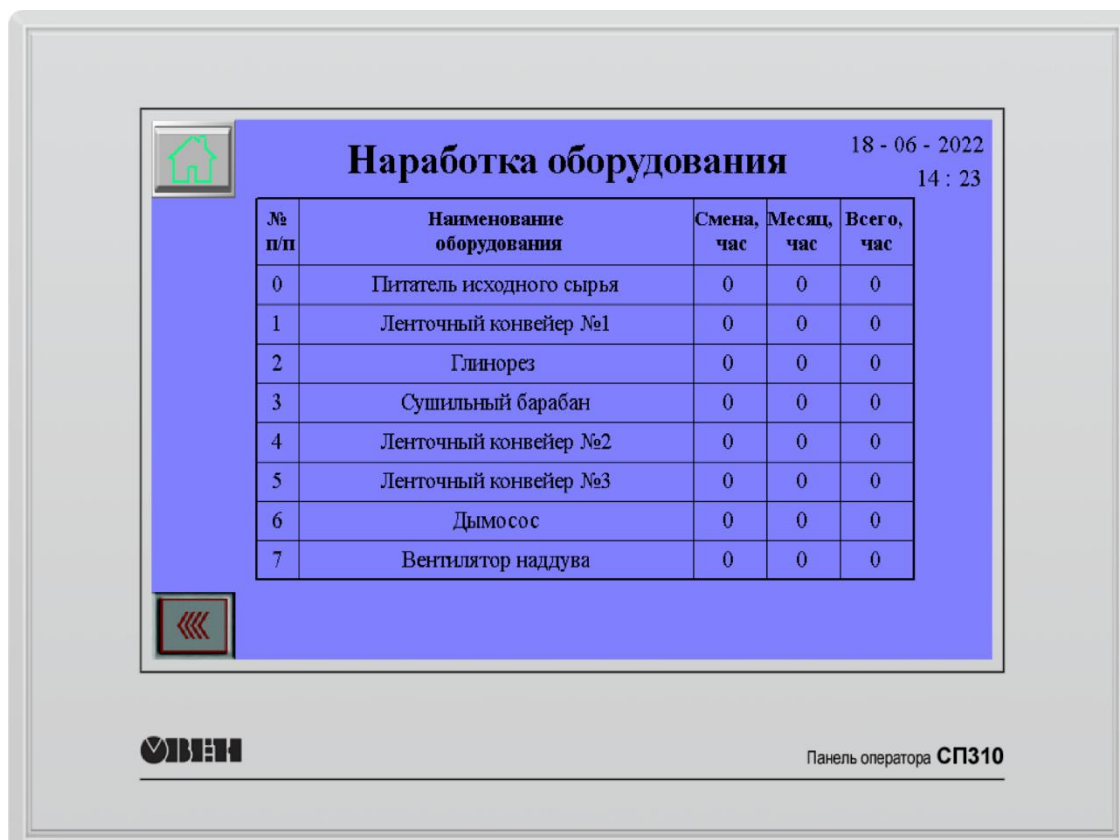 Наработка оборудования
18 - 06 - 2022
14 : 23
№ п/п Наименование оборудования Смена, час Месяц, час Всего, час
0 Питатель исходного сырья 0 0 0
1 Ленточный конвейер №1 0 0 0
2 Глинорез 0 0 0
3 Сушильный барабан 0 0 0
4 Ленточный конвейер №2 0 0 0
5 Ленточный конвейер №3 0 0 0
6 Дымосос 0 0 0
7 Вентилятор наддува 0 0 0
ОВЕН
Панель оператора СП310